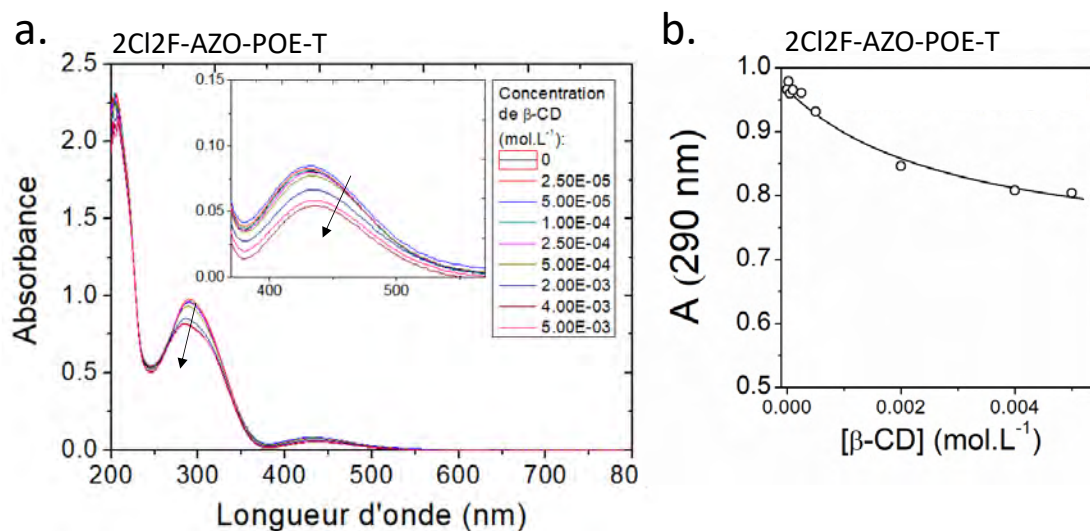 a.
2Cl2F-AZO-POE-T
2.5
2.0
1.5
1.0
0.5
0.0
Absorbance
200 300 400 500 600 700 80
Longueur d'onde (nm)
0.15
0.10
0.05
0.00
400 500
Concentration
de β-CD
(mol.L⁻¹):
0
2.50E-05
5.00E-05
1.00E-04
2.50E-04
5.00E-04
2.00E-03
4.00E-03
5.00E-03
b.
2Cl2F-AZO-POE-T
1.0
0.9
0.8
0.7
0.6
0.5
A (290 nm)
0.000 0.002 0.004
[β-CD] (mol.L⁻¹)